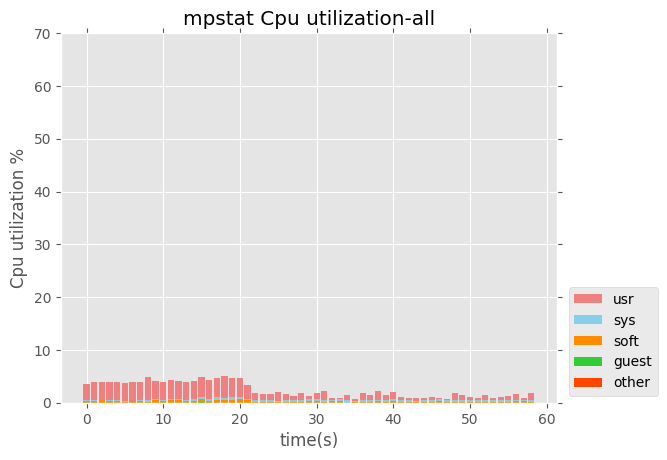 mpstat Cpu utilization-all
70
60
50
40
30
20
10
0
Cpu utilization %
0 10 20 30 40 50 60
time(s)
usr
sys
soft
guest
other